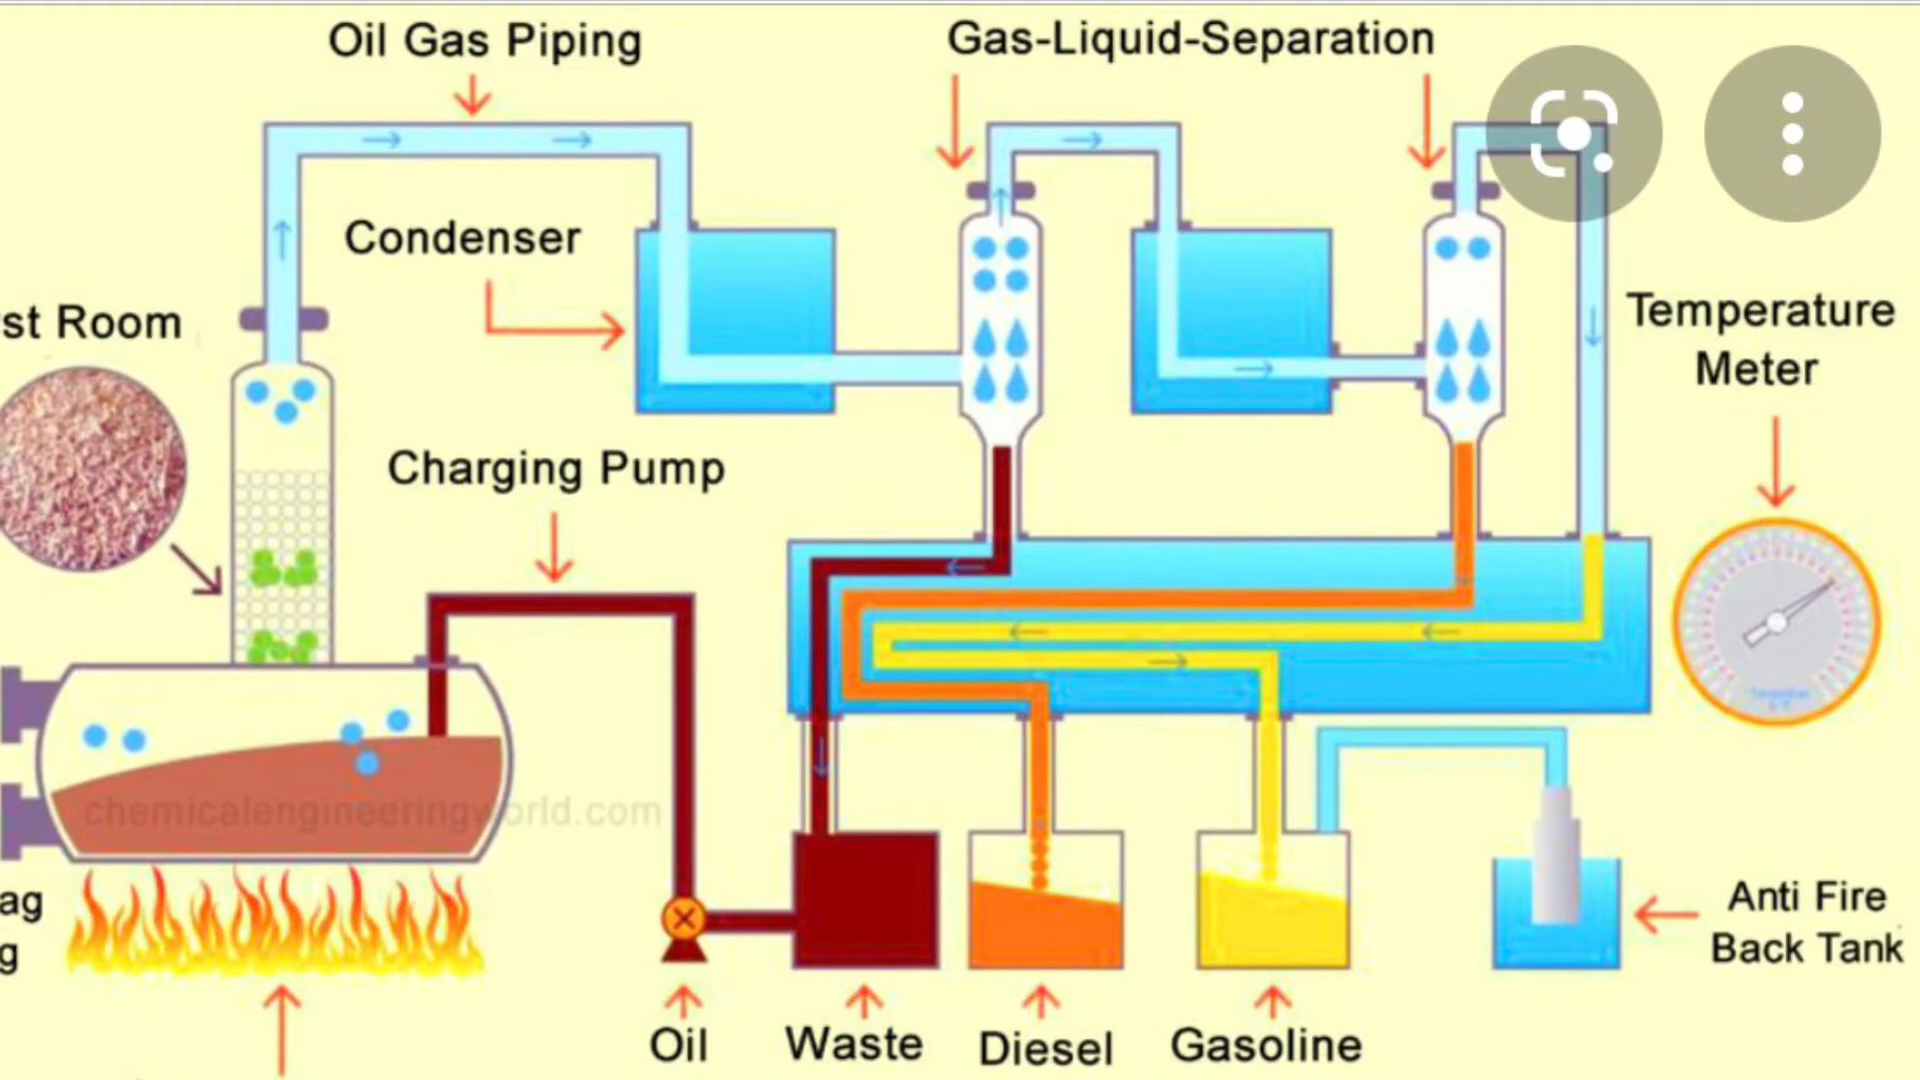 Oil Gas Piping
Gas-Liquid-Separation
Condenser
st Room
Temperature
Meter
Charging Pump
chemicalengineeringworld.com
ag
g
Anti Fire
Back Tank
Oil
Waste
Diesel
Gasoline